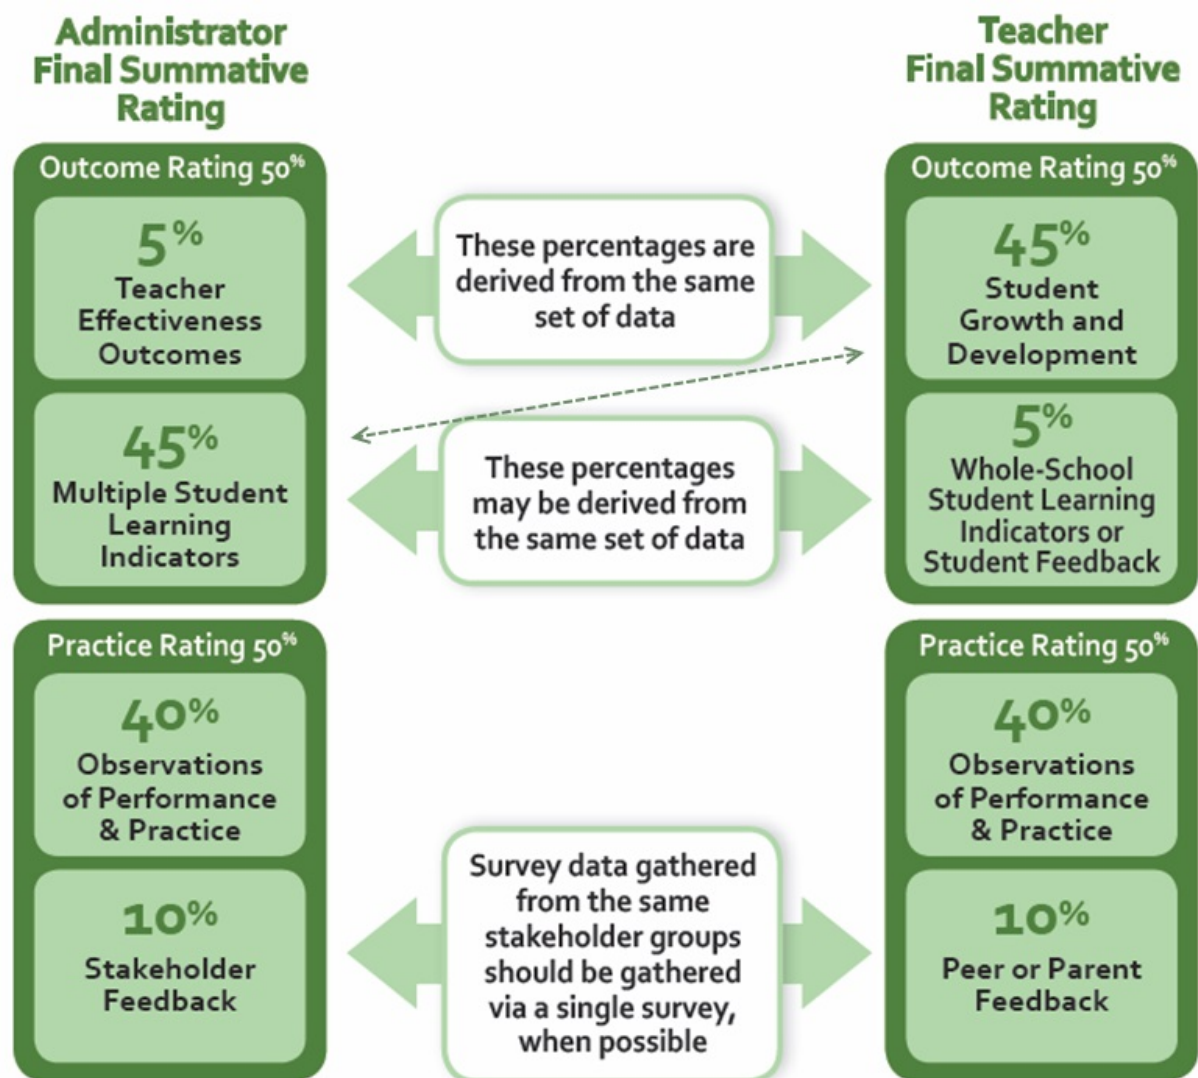 Administrator
Final Summative
Rating
Outcome Rating 50%
5%
Teacher
Effectiveness
Outcomes
45%
Multiple Student
Learning
Indicators
Practice Rating 50%
40%
Observations
of Performance
& Practice
10%
Stakeholder
Feedback
These percentages are
derived from the same
set of data
These percentages
may be derived from
the same set of data
Survey data gathered
from the same
stakeholder groups
should be gathered
via a single survey,
when possible
Teacher
Final Summative
Rating
Outcome Rating 50%
45%
Student
Growth and
Development
5%
Whole-School
Student Learning
Indicators or
Student Feedback
Practice Rating 50%
40%
Observations
of Performance
& Practice
10%
Peer or Parent
Feedback